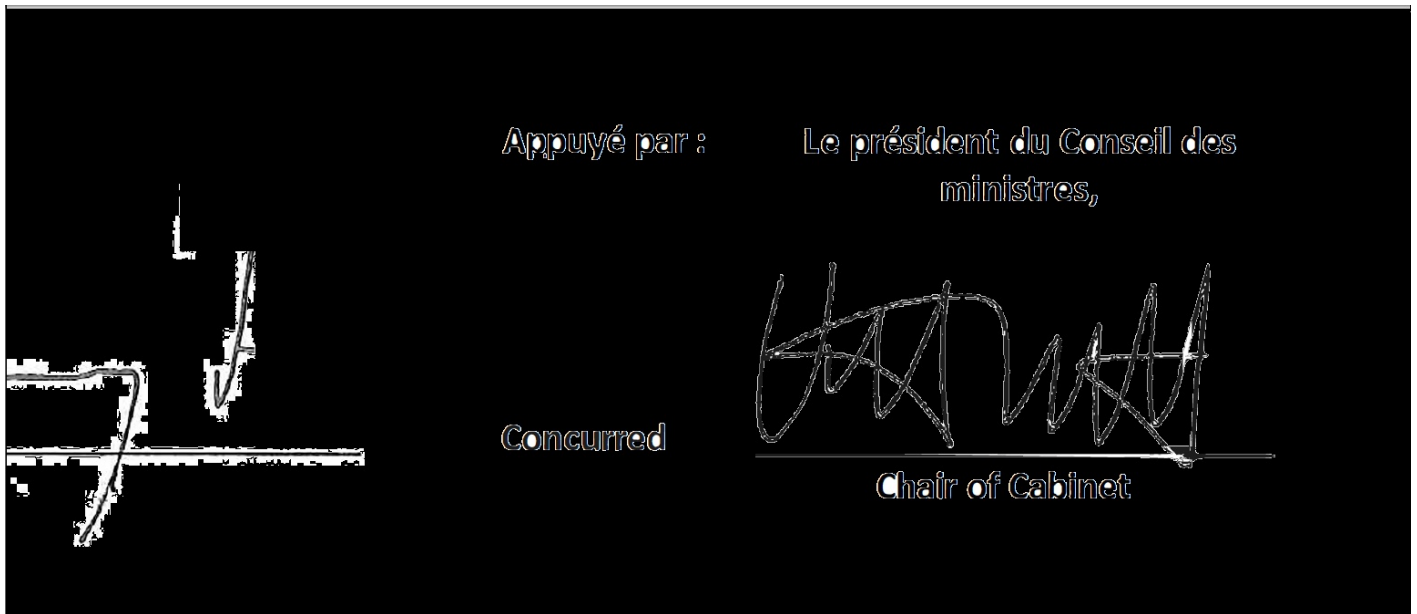 Appuyé par :
Le président du Conseil des
ministres,
Concurred
Chair of Cabinet